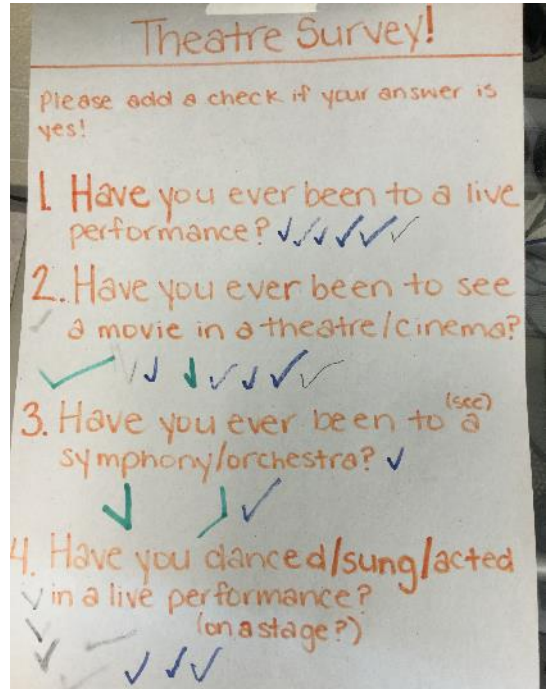 Theatre Survey!
Please add a check if your answer is
yes!
1. Have you ever been to a live
performance? ✓✓✓✓✓✓
2. Have you ever been to see
a movie in a theatre/cinema?
3. Have you ever been to (see) a
symphony/orchestra? ✓
4. Have you danced/sung/acted
in a live performance?
(on a stage?)